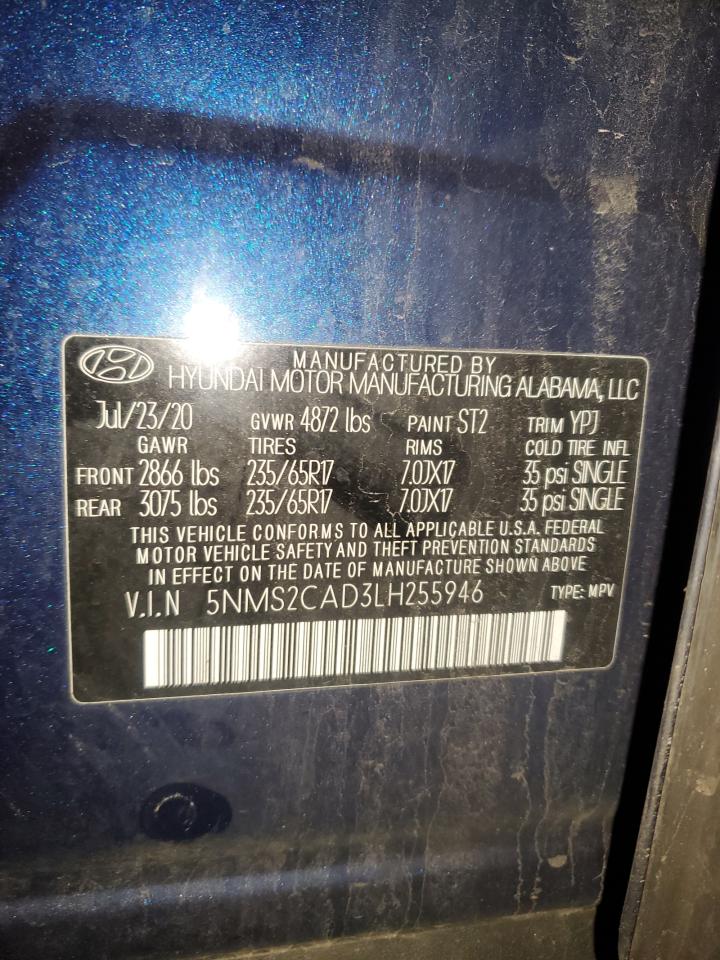 MANUFACTURED BY
HYUNDAI MOTOR MANUFACTURING ALABAMA, LLC
Jul/23/20 GVWR 4872 lbs PAINT ST2 TRIM YPJ
GAWR TIRES RIMS COLD TIRE INFL
FRONT 2866 lbs 235/65R17 7.0JX17 35 psi SINGLE
REAR 3075 lbs 235/65R17 7.0JX17 35 psi SINGLE
THIS VEHICLE CONFORMS TO ALL APPLICABLE U.S.A. FEDERAL
MOTOR VEHICLE SAFETY AND THEFT PREVENTION STANDARDS
IN EFFECT ON THE DATE OF MANUFACTURE SHOWN ABOVE
V.I.N 5NMS2CAD3LH255946 TYPE: MPV